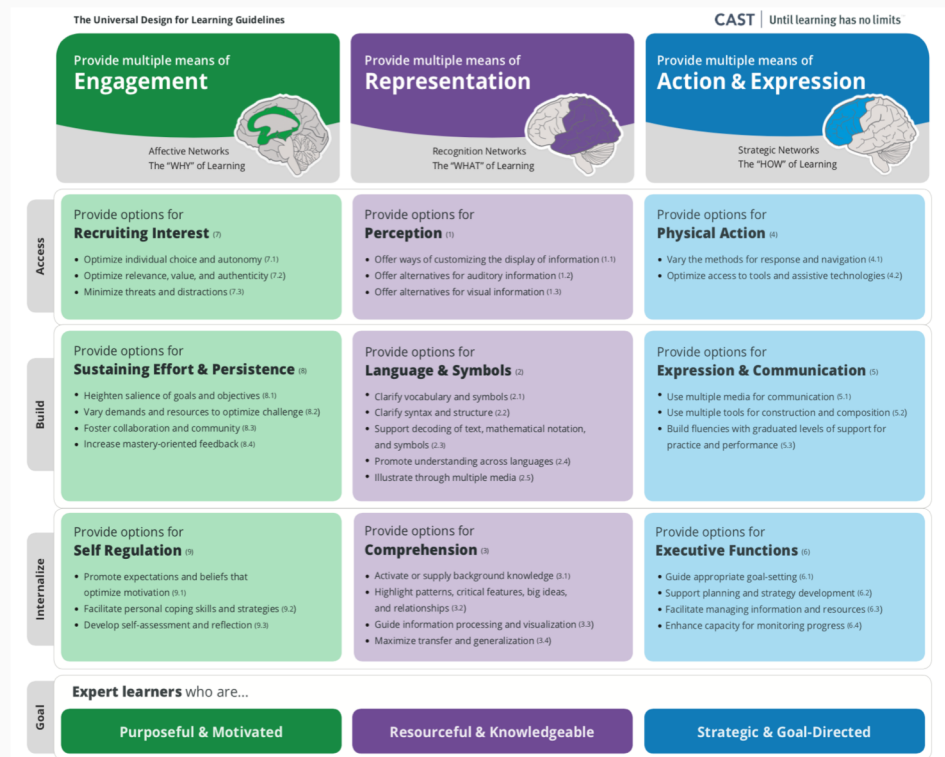 The Universal Design for Learning Guidelines
CAST | Until learning has no limits
Provide multiple means of
Engagement
Affective Networks
The “WHY” of Learning
Provide multiple means of
Representation
Recognition Networks
The “WHAT” of Learning
Provide multiple means of
Action & Expression
Strategic Networks
The “HOW” of Learning
Access
Provide options for
Recruiting Interest (7)
• Optimize individual choice and autonomy (7.1)
• Optimize relevance, value, and authenticity (7.2)
• Minimize threats and distractions (7.3)
Provide options for
Perception (1)
• Offer ways of customizing the display of information (1.1)
• Offer alternatives for auditory information (1.2)
• Offer alternatives for visual information (1.3)
Provide options for
Physical Action (4)
• Vary the methods for response and navigation (4.1)
• Optimize access to tools and assistive technologies (4.2)
Build
Provide options for
Sustaining Effort & Persistence (8)
• Heighten salience of goals and objectives (8.1)
• Vary demands and resources to optimize challenge (8.2)
• Foster collaboration and community (8.3)
• Increase mastery-oriented feedback (8.4)
Provide options for
Language & Symbols (2)
• Clarify vocabulary and symbols (2.1)
• Clarify syntax and structure (2.2)
• Support decoding of text, mathematical notation,
and symbols (2.3)
• Promote understanding across languages (2.4)
• Illustrate through multiple media (2.5)
Provide options for
Expression & Communication (5)
• Use multiple media for communication (5.1)
• Use multiple tools for construction and composition (5.2)
• Build fluencies with graduated levels of support for
practice and performance (5.3)
Internalize
Provide options for
Self Regulation (9)
• Promote expectations and beliefs that
optimize motivation (9.1)
• Facilitate personal coping skills and strategies (9.2)
• Develop self-assessment and reflection (9.3)
Provide options for
Comprehension (3)
• Activate or supply background knowledge (3.1)
• Highlight patterns, critical features, big ideas,
and relationships (3.2)
• Guide information processing and visualization (3.3)
• Maximize transfer and generalization (3.4)
Provide options for
Executive Functions (6)
• Guide appropriate goal-setting (6.1)
• Support planning and strategy development (6.2)
• Facilitate managing information and resources (6.3)
• Enhance capacity for monitoring progress (6.4)
Goal
Expert learners who are...
Purposeful & Motivated
Resourceful & Knowledgeable
Strategic & Goal-Directed